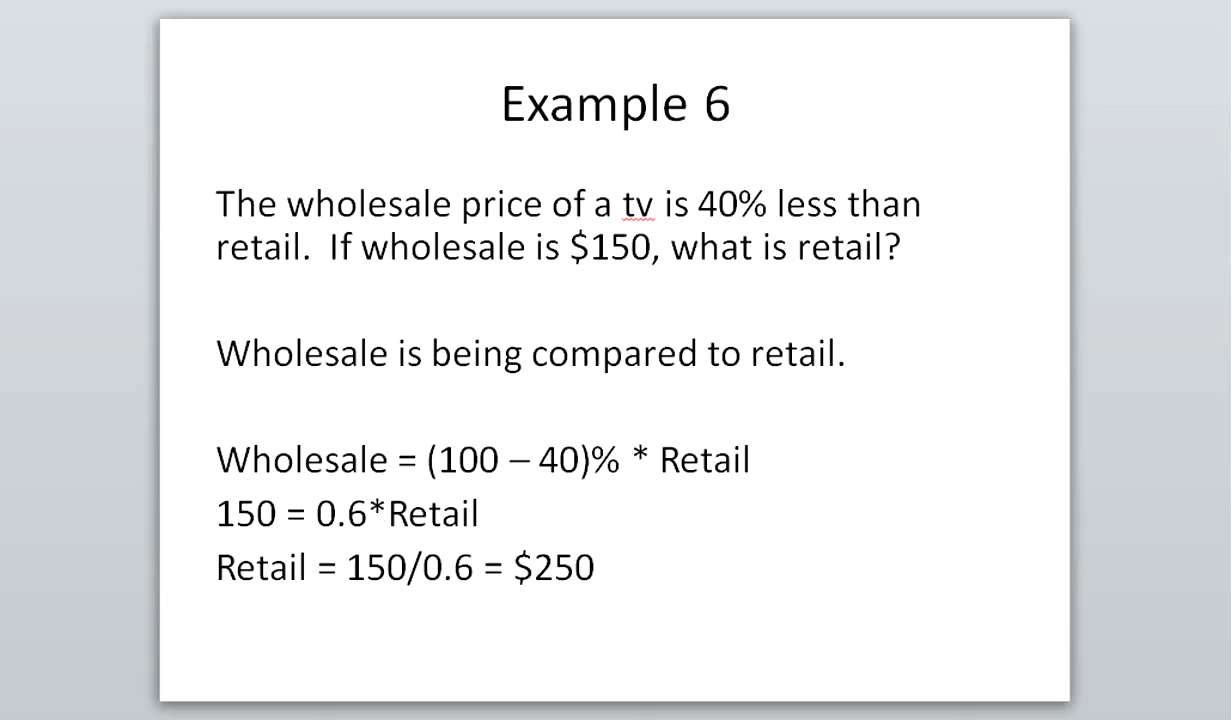 Example 6
The wholesale price of a tv is 40% less than
retail.  If wholesale is $150, what is retail?
Wholesale is being compared to retail.
Wholesale = (100 – 40)% * Retail
150 = 0.6*Retail
Retail = 150/0.6 = $250